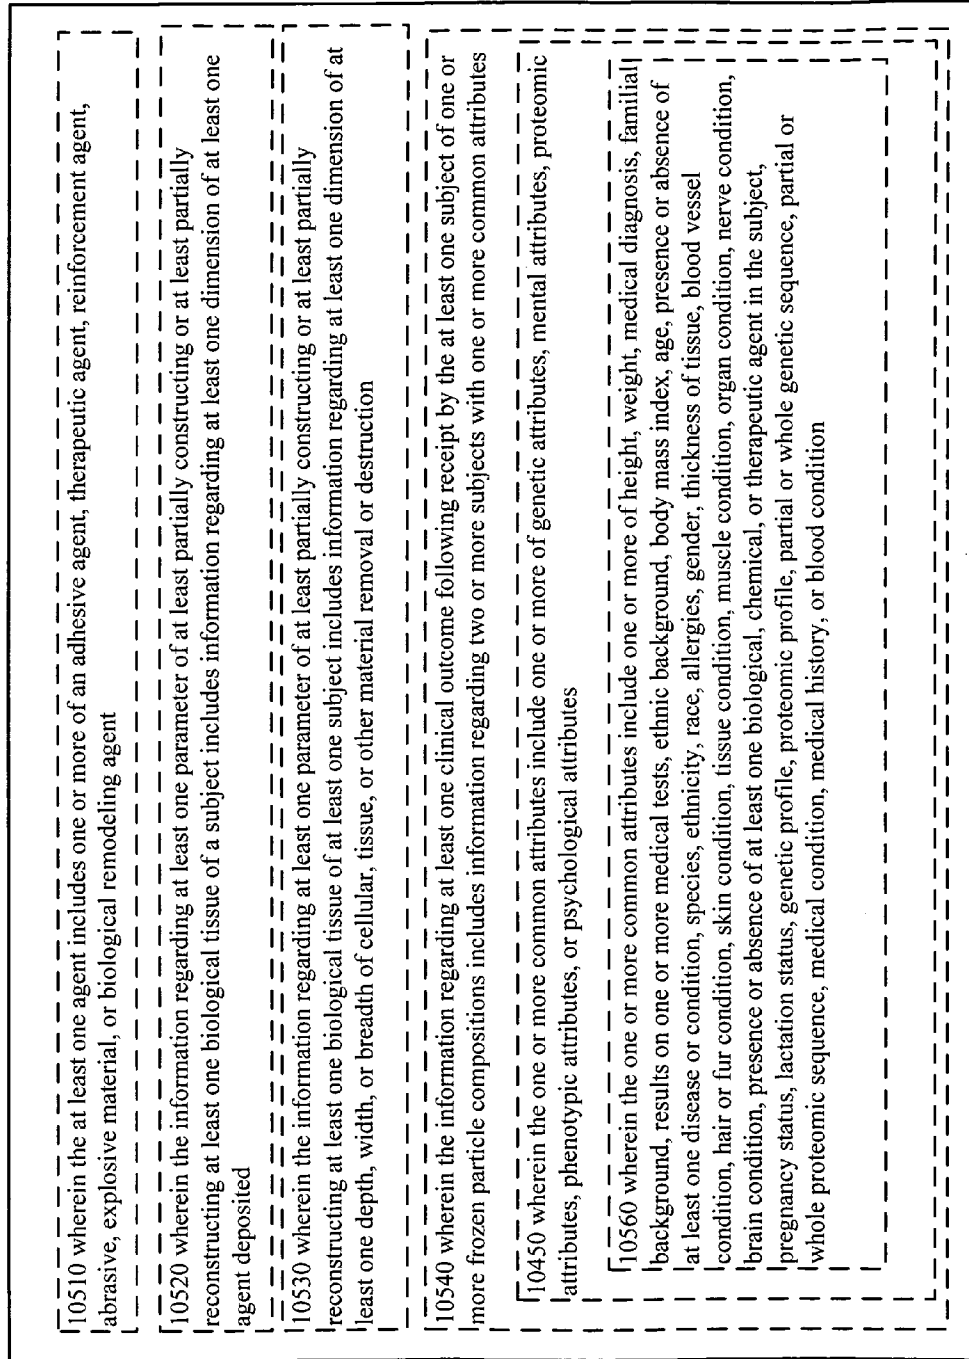 10510 wherein the at least one agent includes one or more of an adhesive agent, therapeutic agent, reinforcement agent,
abrasive, explosive material, or biological remodeling agent
10520 wherein the information regarding at least one parameter of at least partially constructing or at least partially
reconstructing at least one biological tissue of a subject includes information regarding at least one dimension of at least one
agent deposited
10530 wherein the information regarding at least one parameter of at least partially constructing or at least partially
reconstructing at least one biological tissue of at least one subject includes information regarding at least one dimension of at
least one depth, width, or breadth of cellular, tissue, or other material removal or destruction
10540 wherein the information regarding at least one clinical outcome following receipt by the at least one subject of one or
more frozen particle compositions includes information regarding two or more subjects with one or more common attributes
10450 wherein the one or more common attributes include one or more of genetic attributes, mental attributes, proteomic
attributes, phenotypic attributes, or psychological attributes
10560 wherein the one or more common attributes include one or more of height, weight, medical diagnosis, familial
background, results on one or more medical tests, ethnic background, body mass index, age, presence or absence of
at least one disease or condition, species, ethnicity, race, allergies, gender, thickness of tissue, blood vessel
condition, hair or fur condition, skin condition, tissue condition, muscle condition, organ condition, nerve condition,
brain condition, presence or absence of at least one biological, chemical, or therapeutic agent in the subject,
pregnancy status, lactation status, genetic profile, proteomic profile, partial or whole genetic sequence, partial or
whole proteomic sequence, medical condition, medical history, or blood condition